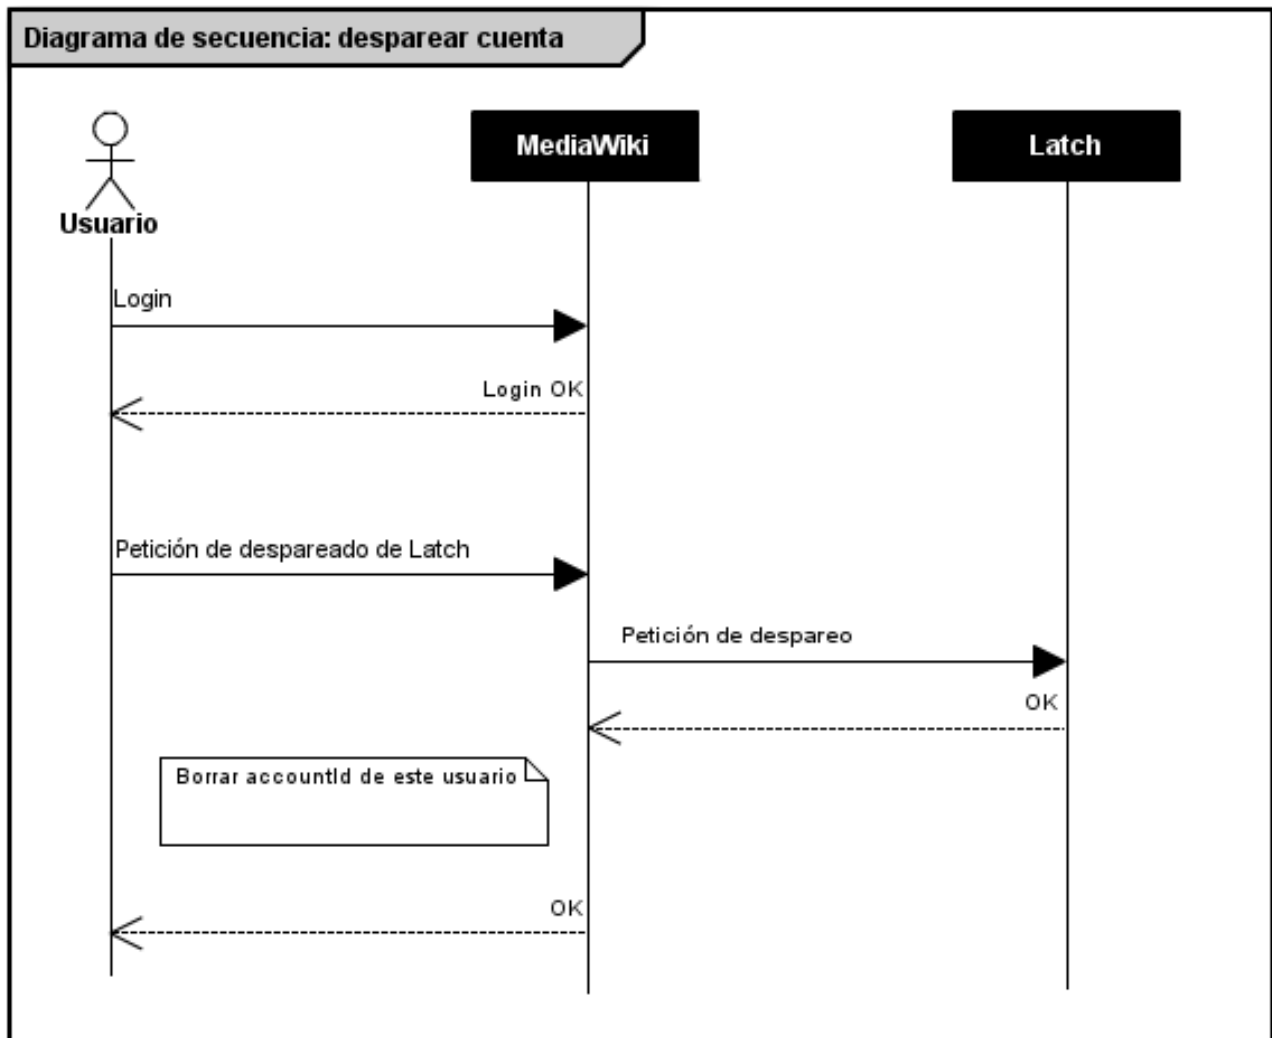 Diagrama de secuencia: desparear cuenta
MediaWiki
Latch
Usuario
Login
Login OK
Petición de despareado de Latch
Petición de despareo
OK
Borrar accountId de este usuario
OK